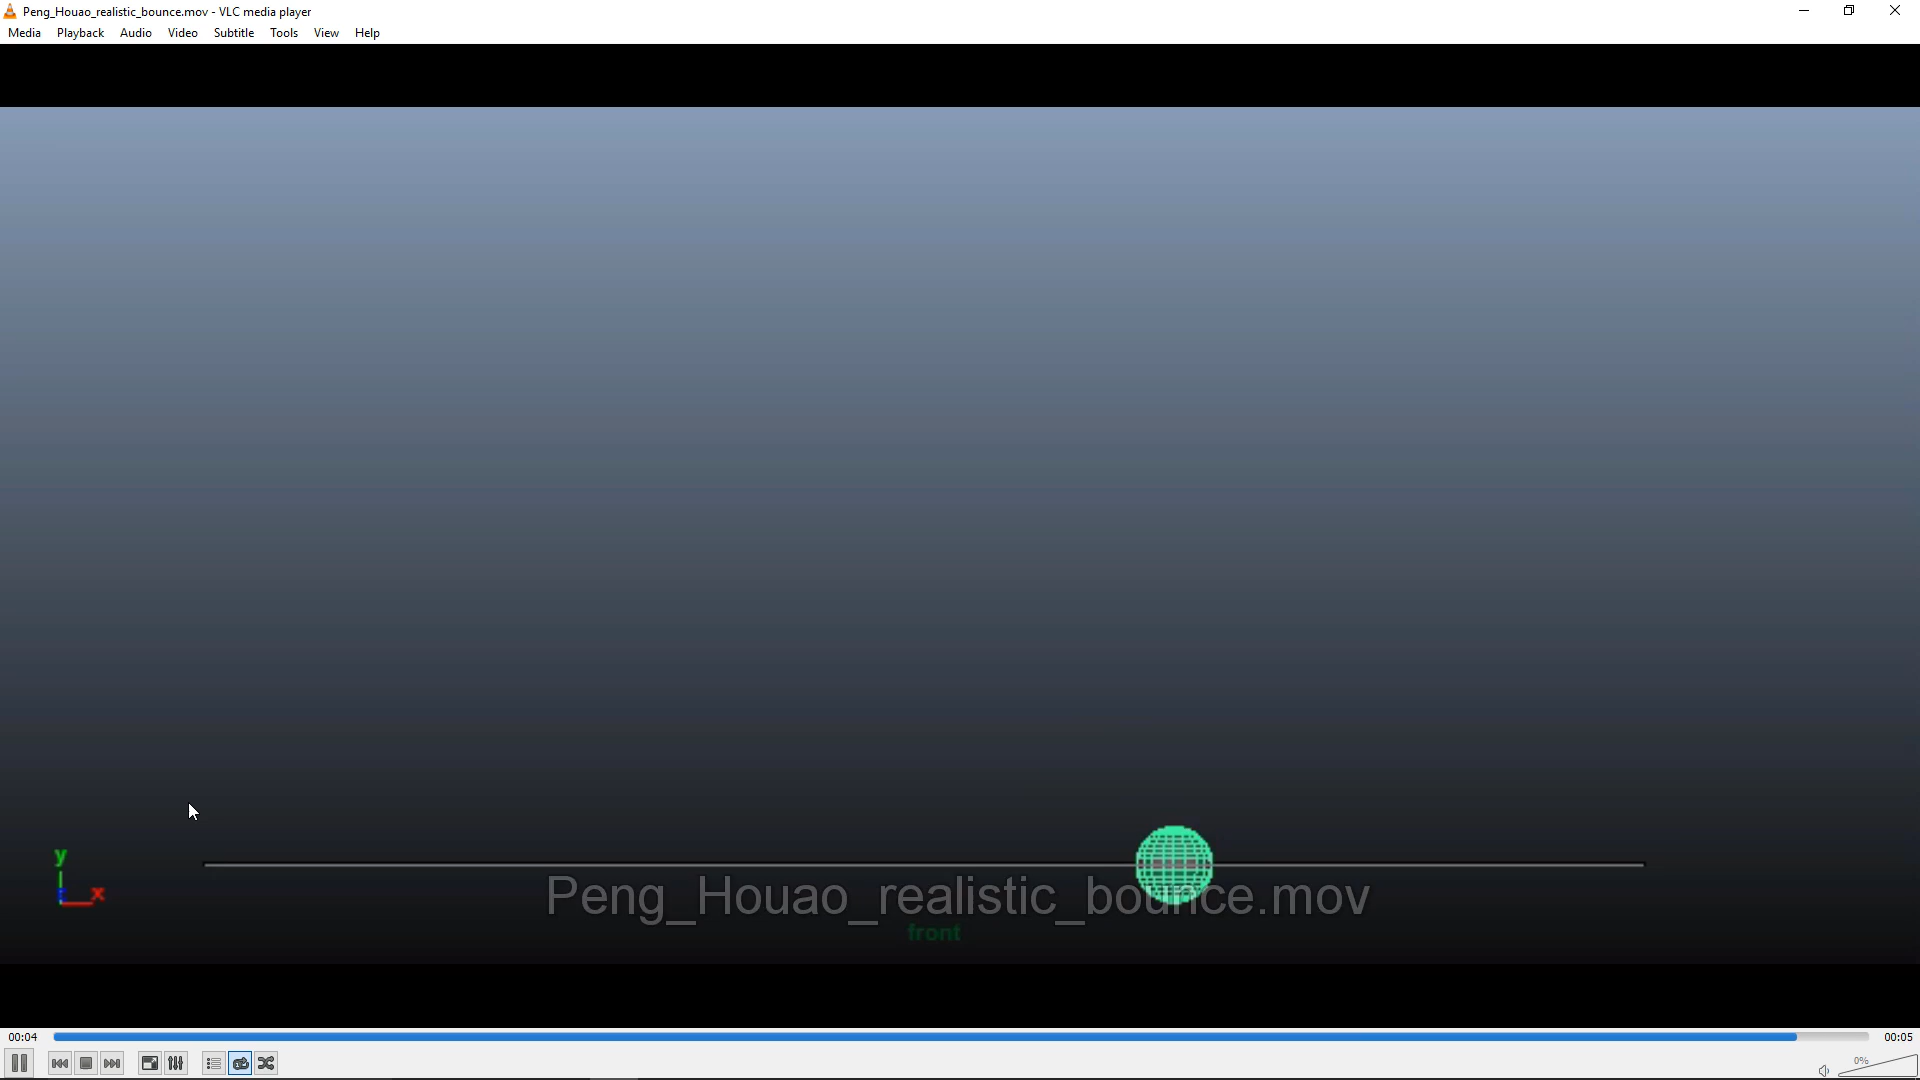 Peng_Houao_realistic_bounce.mov - VLC media player
Media Playback Audio Video Subtitle Tools View Help
y
x
Peng_Houao_realistic_bounce.mov
front
00:04 00:05
0%